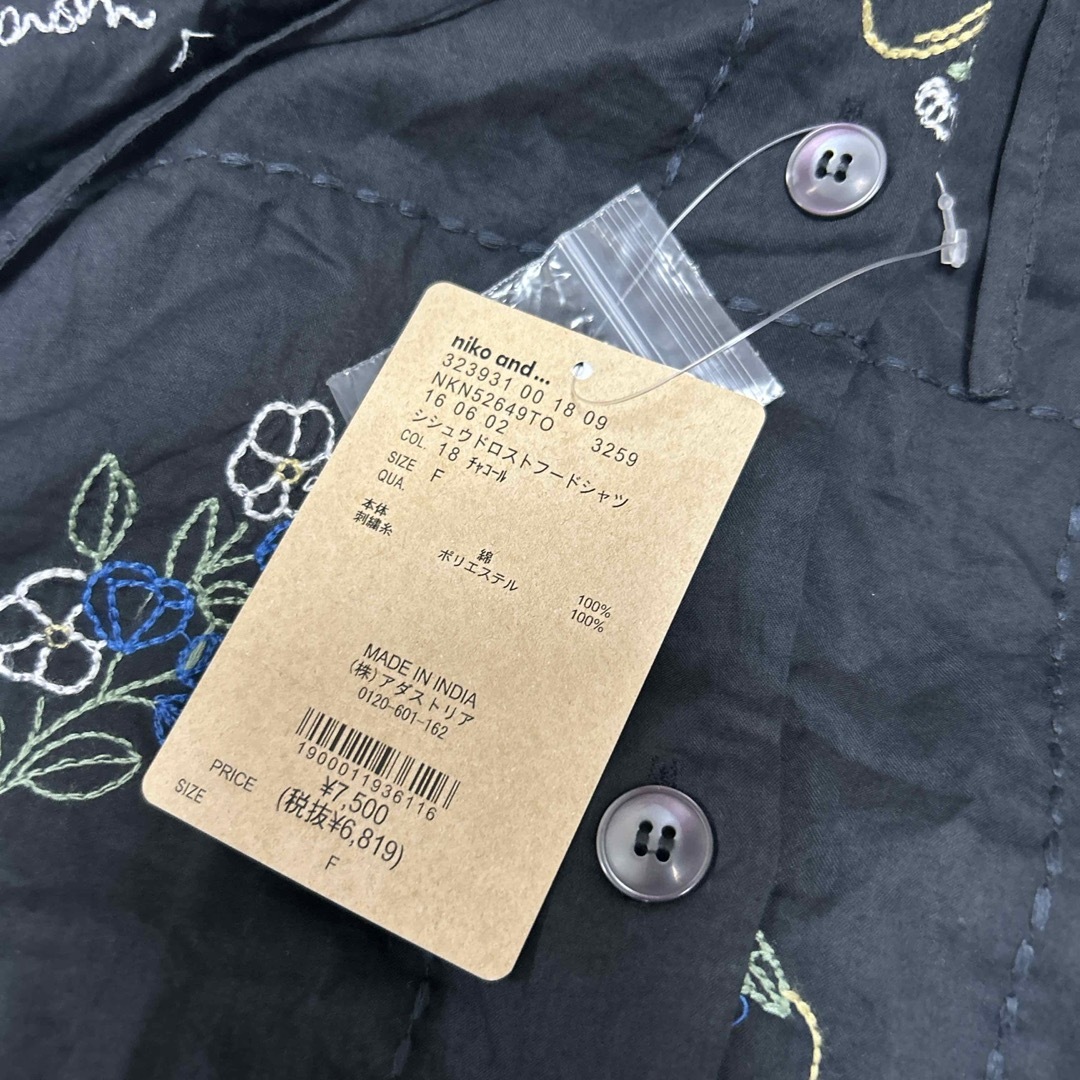 niko and...
323931 00 18 09
NKN52649TO 3259
16 06 02
シシュウドロストフードシャツ
COL. 18 ﾁｬｺｰﾙ
SIZE F
QUA.
本体 綿 100%
刺繍糸 ポリエステル 100%
MADE IN INDIA
(株)アダストリア
0120-601-162
1900011936116
PRICE ¥7,500
(税抜¥6,819)
SIZE F